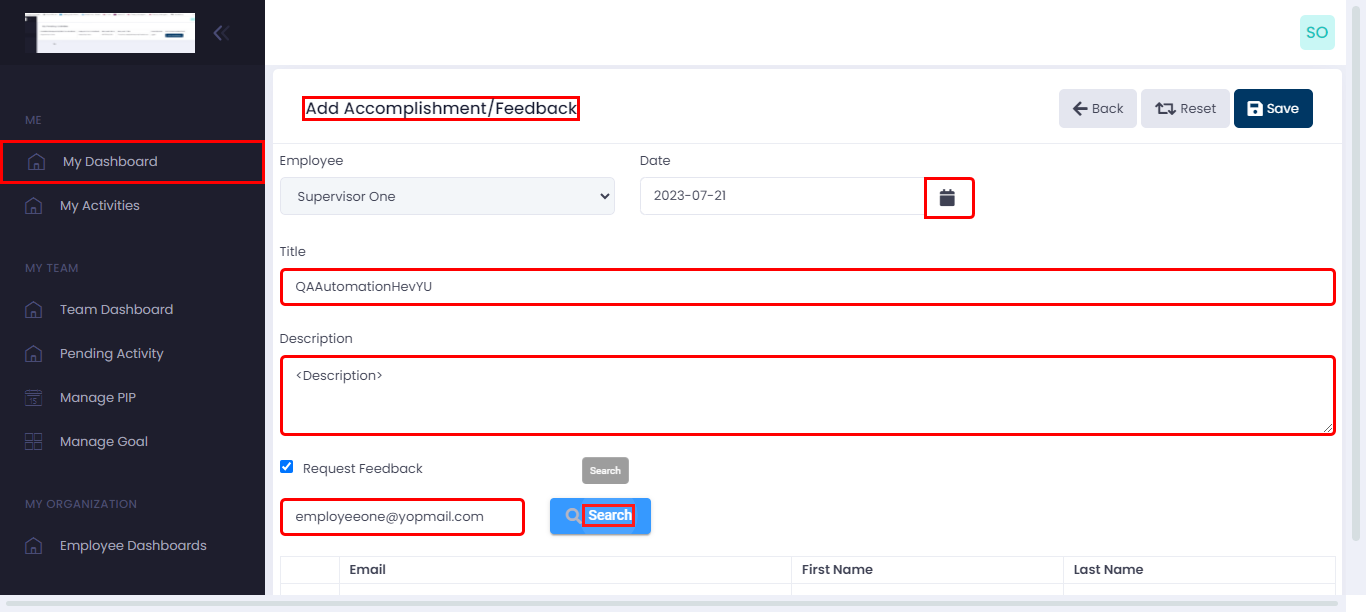 SO
Add Accomplishment/Feedback
Back
Reset
Save
ME
My Dashboard
My Activities
MY TEAM
Team Dashboard
Pending Activity
Manage PIP
Manage Goal
MY ORGANIZATION
Employee Dashboards
Employee
Date
Supervisor One
2023-07-21
Title
QAAutomationHevYU
Description
<Description>
Request Feedback
Search
employeeone@yopmail.com
Search
Email
First Name
Last Name